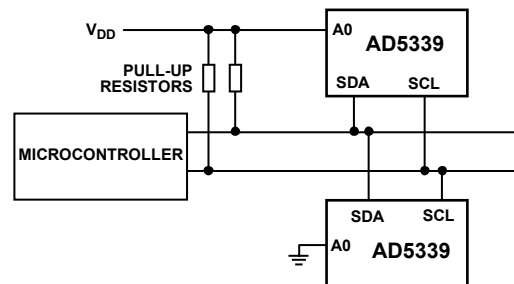 VDD
A0
AD5339
PULL-UP
RESISTORS
SDA SCL
MICROCONTROLLER
SDA SCL
A0
AD5339